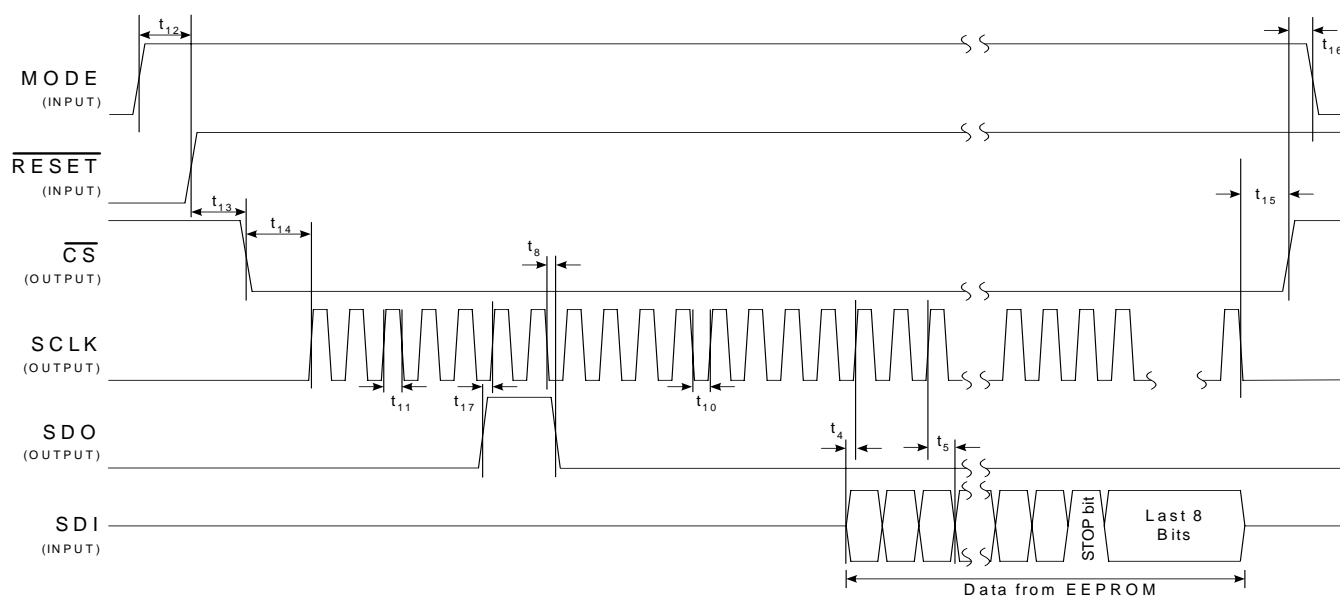 t12
t16
MODE
(INPUT)
RESET
(INPUT)
t13
t15
t14
CS
(OUTPUT)
t8
SCLK
(OUTPUT)
t11
t17
t10
SDO
(OUTPUT)
t4
t5
SDI
(INPUT)
STOP bit
Last 8
Bits
Data from EEPROM